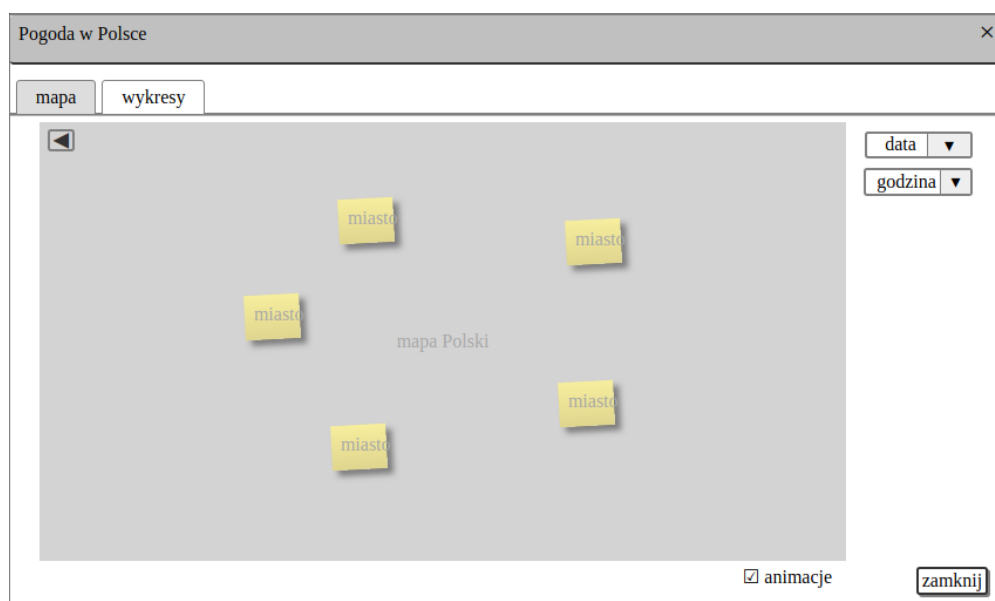 Pogoda w Polsce
mapa
wykresy
data
godzina
miasto
miasto
miasto
mapa Polski
miasto
miasto
animacje
zamknij